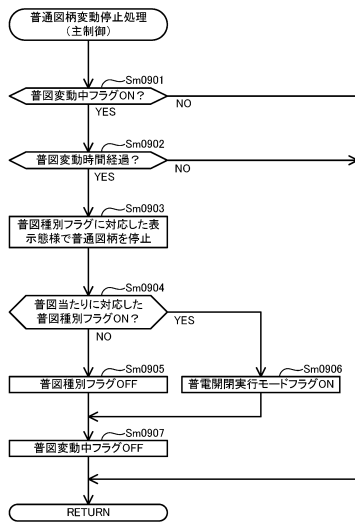 普通図柄変動停止処理
(主制御)
Sm0901
普図変動中フラグON?
NO
YES
Sm0902
普図変動時間経過?
NO
YES
Sm0903
普図種別フラグに対応した表
示態様で普通図柄を停止
Sm0904
普図当たりに対応した
普図種別フラグON?
YES
NO
Sm0905
Sm0906
普図種別フラグOFF
普電開閉実行モードフラグON
Sm0907
普図変動中フラグOFF
RETURN